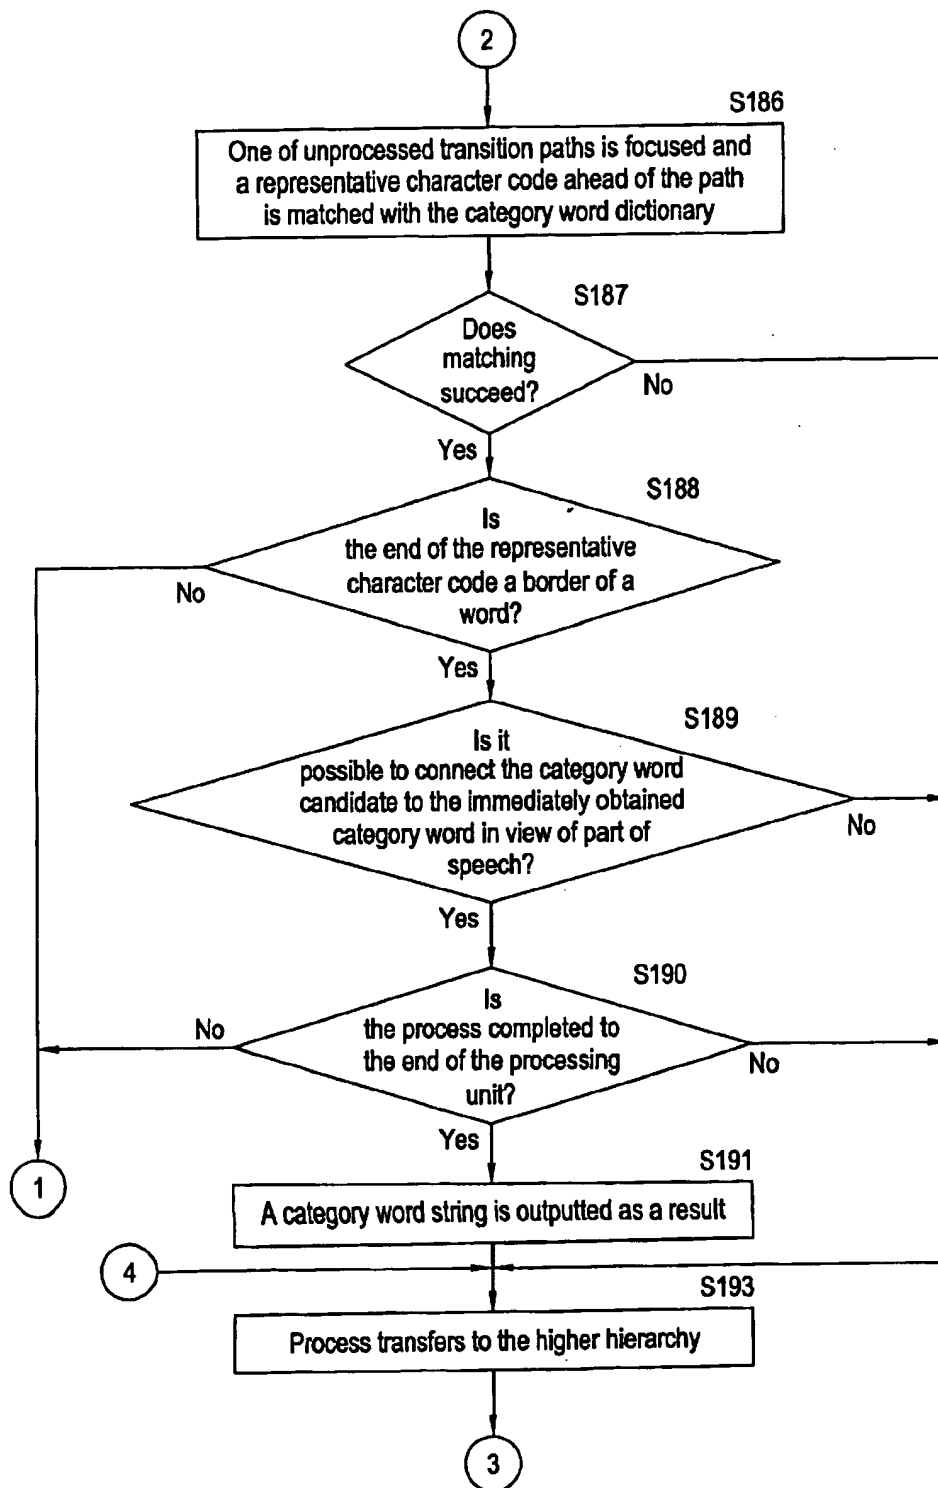 2
S186
One of unprocessed transition paths is focused and
a representative character code ahead of the path
is matched with the category word dictionary
S187
Does
matching
succeed?
No
Yes
S188
Is
the end of the representative
character code a border of a
word?
No
Yes
S189
Is it
possible to connect the category word
candidate to the immediately obtained
category word in view of part of
speech?
No
Yes
S190
Is
the process completed to
the end of the processing
unit?
No
No
Yes
1
S191
A category word string is outputted as a result
4
S193
Process transfers to the higher hierarchy
3